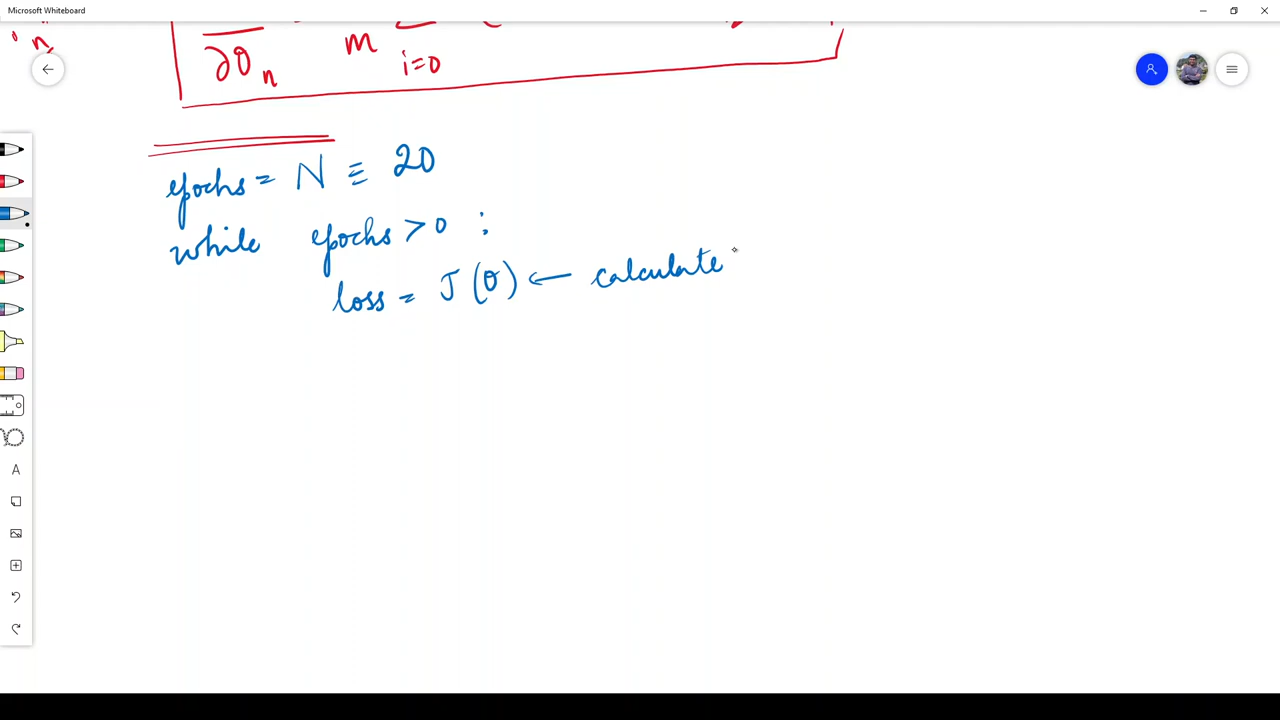 Microsoft Whiteboard
n
∂θn m i=0
epochs = N ≡ 20
while epochs > 0 :
loss = J(θ) ← calculate
A